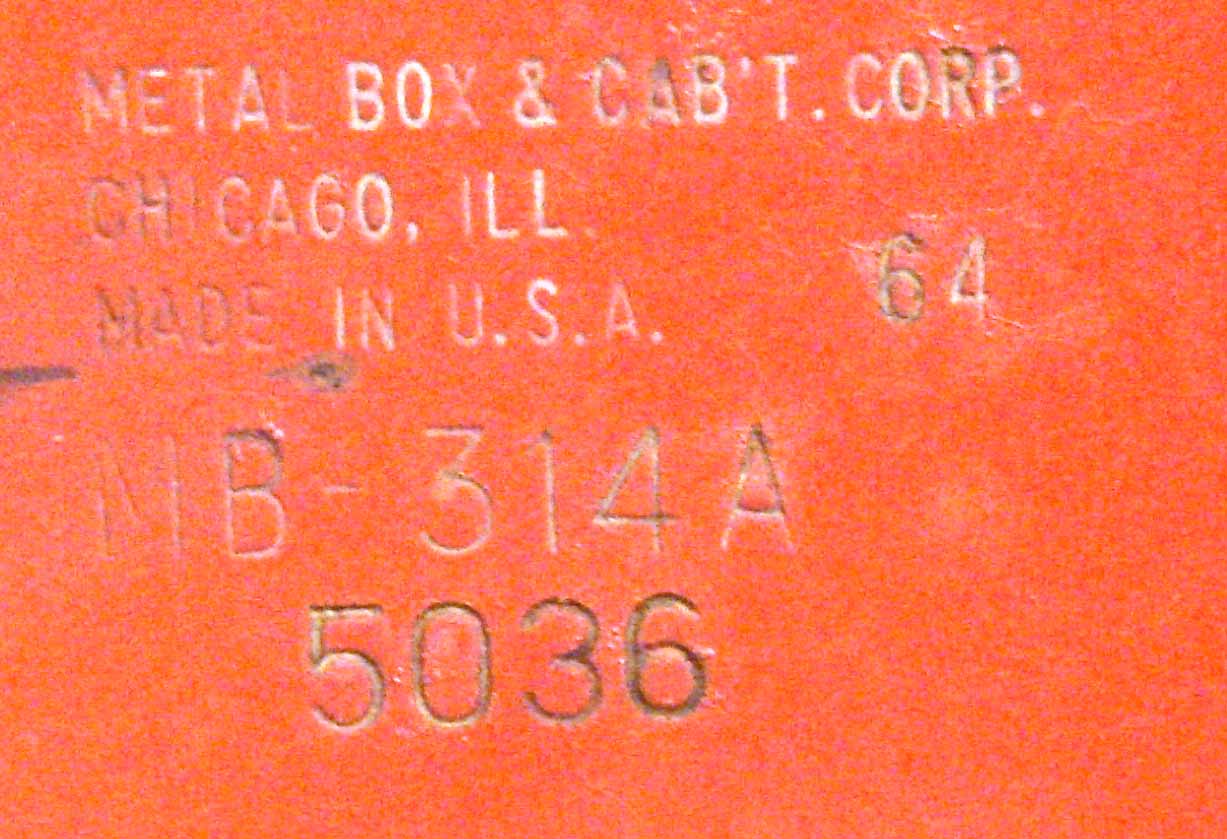 METAL BOX & CAB'T. CORP.
CHICAGO, ILL.
MADE IN U.S.A.
64
MB-314A
5036